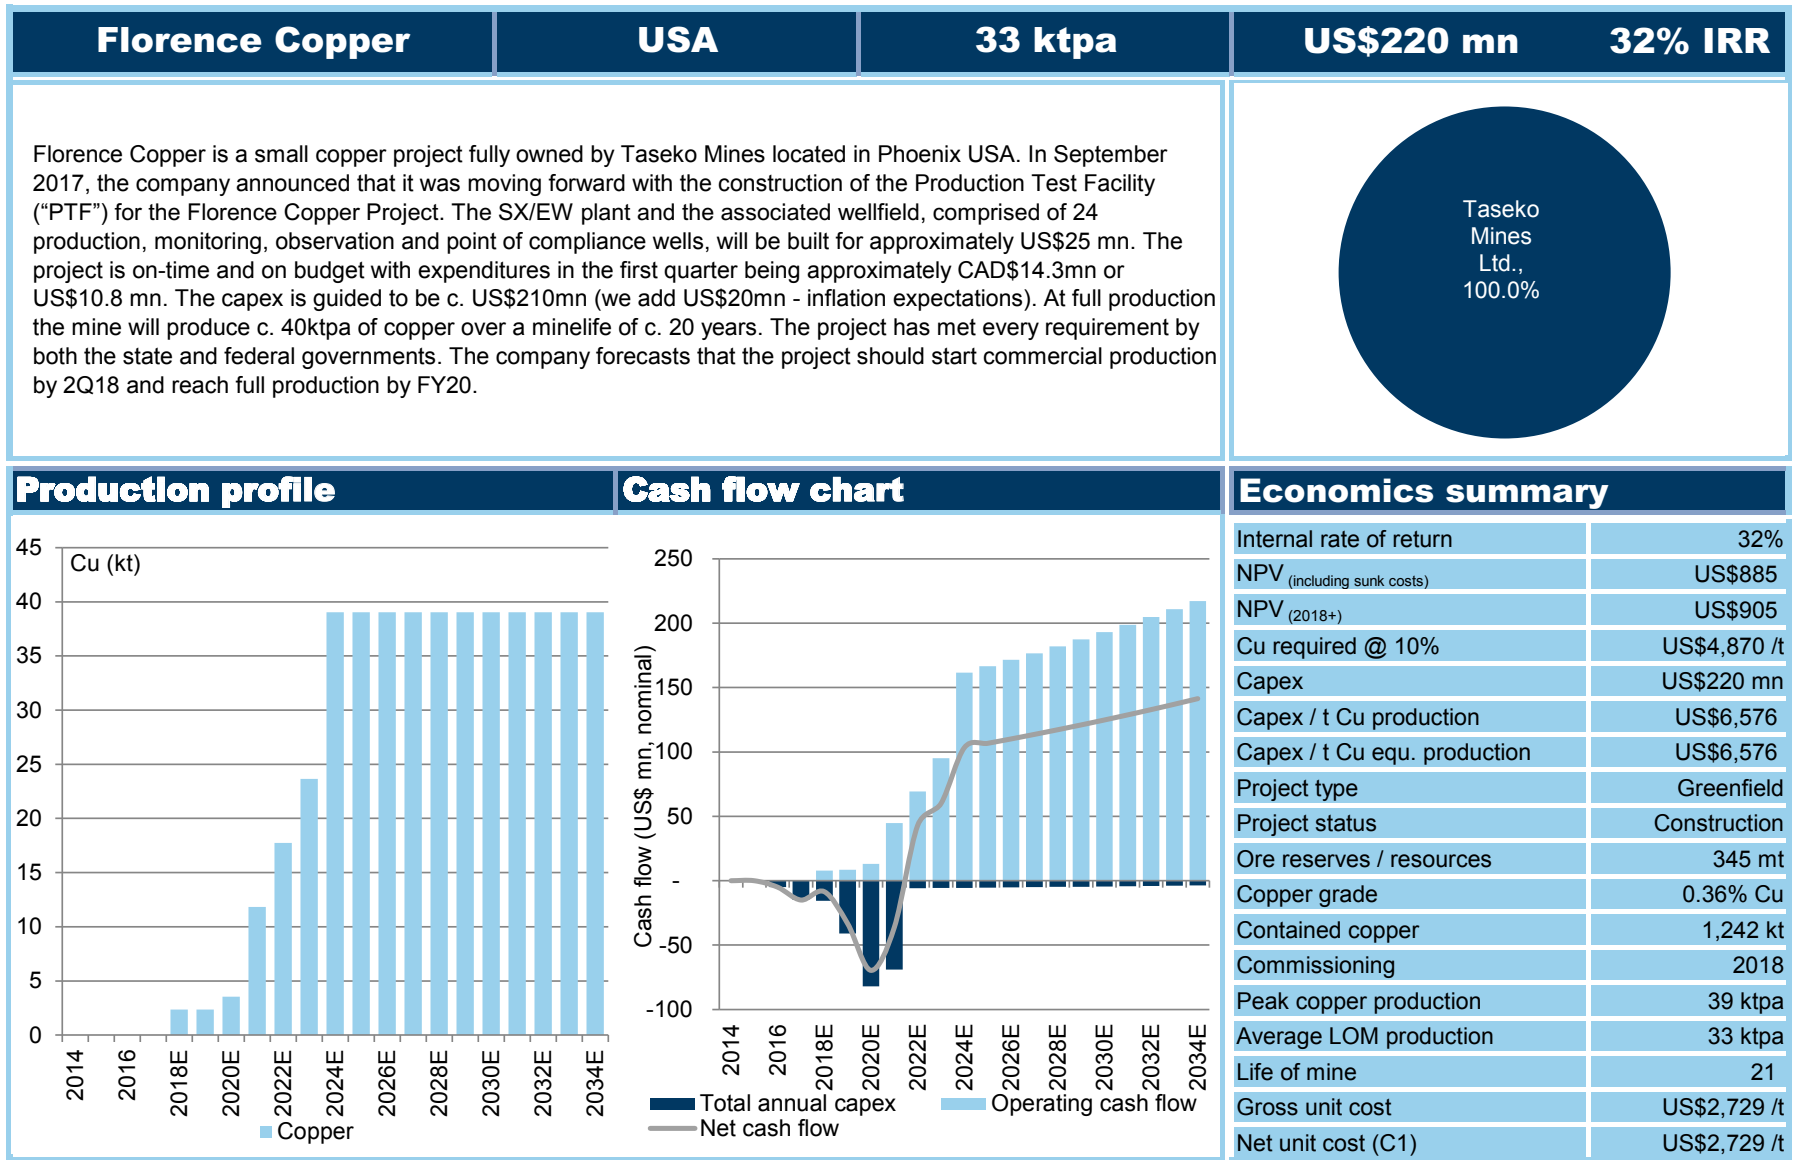 Florence Copper USA 33 ktpa US$220 mn 32% IRR
Florence Copper is a small copper project fully owned by Taseko Mines located in Phoenix USA. In September
2017, the company announced that it was moving forward with the construction of the Production Test Facility
(“PTF”) for the Florence Copper Project. The SX/EW plant and the associated wellfield, comprised of 24
production, monitoring, observation and point of compliance wells, will be built for approximately US$25 mn. The
project is on-time and on budget with expenditures in the first quarter being approximately CAD$14.3mn or
US$10.8 mn. The capex is guided to be c. US$210mn (we add US$20mn - inflation expectations). At full production
the mine will produce c. 40ktpa of copper over a minelife of c. 20 years. The project has met every requirement by
both the state and federal governments. The company forecasts that the project should start commercial production
by 2Q18 and reach full production by FY20.
Taseko
Mines
Ltd.,
100.0%
Production profile
Cu (kt)
45
40
35
30
25
20
15
10
5
0
2014
2016
2018E
2020E
2022E
2024E
2026E
2028E
2030E
2032E
2034E
Copper
Cash flow chart
Cash flow (US$ mn, nominal)
250
200
150
100
50
-
-50
-100
2014
2016
2018E
2020E
2022E
2024E
2026E
2028E
2030E
2032E
2034E
Total annual capex
Operating cash flow
Net cash flow
Economics summary
Internal rate of return 32%
NPV (including sunk costs) US$885
NPV (2018+) US$905
Cu required @ 10% US$4,870 /t
Capex US$220 mn
Capex / t Cu production US$6,576
Capex / t Cu equ. production US$6,576
Project type Greenfield
Project status Construction
Ore reserves / resources 345 mt
Copper grade 0.36% Cu
Contained copper 1,242 kt
Commissioning 2018
Peak copper production 39 ktpa
Average LOM production 33 ktpa
Life of mine 21
Gross unit cost US$2,729 /t
Net unit cost (C1) US$2,729 /t